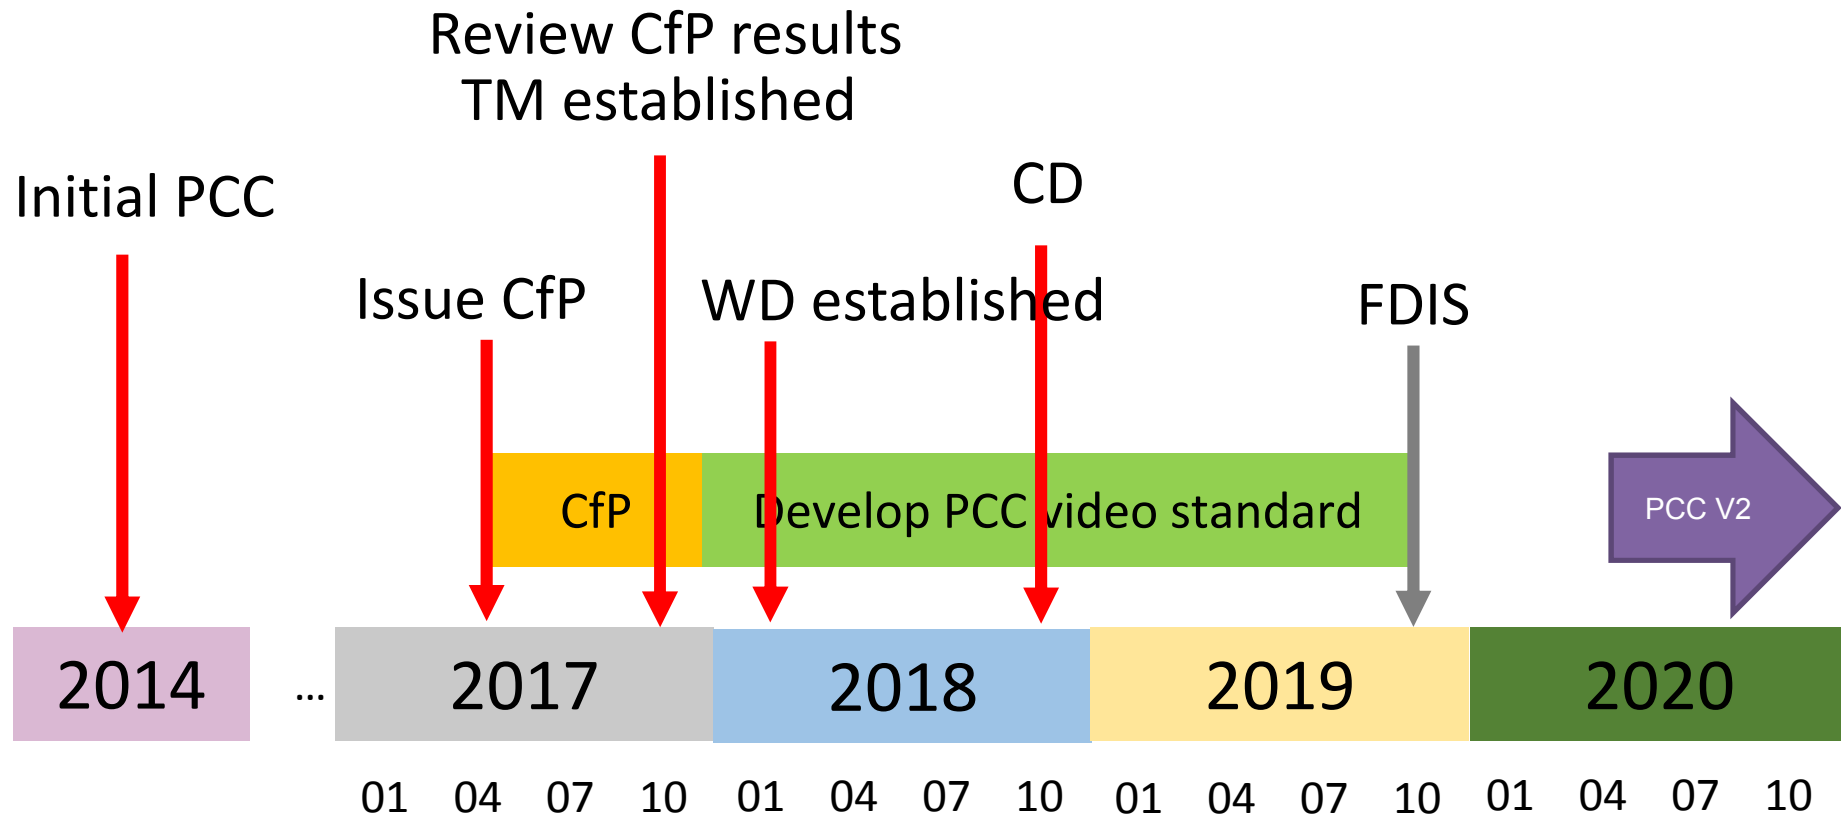 Review CfP results
TM established
Initial PCC
CD
Issue CfP
WD established
FDIS
CfP
Develop PCC video standard
PCC V2
2014
...
2017
2018
2019
2020
01 04 07 10 01 04 07 10 01 04 07 10 01 04 07 10